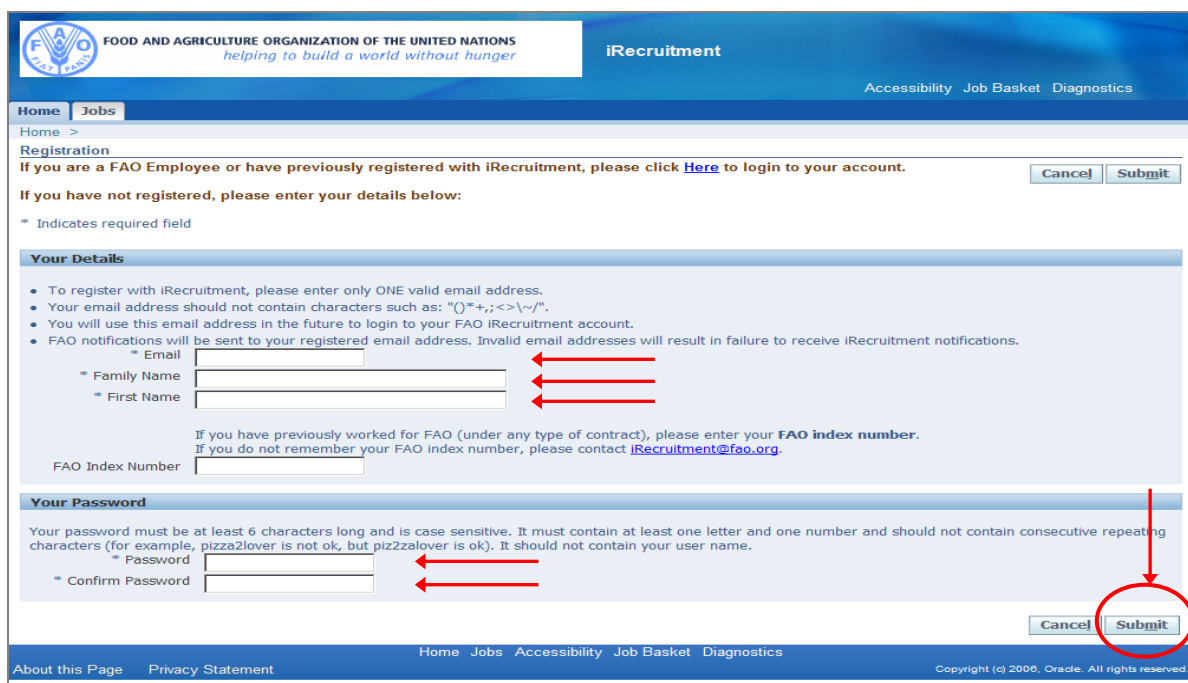 F A O
FIAT PANIS
FOOD AND AGRICULTURE ORGANIZATION OF THE UNITED NATIONS
helping to build a world without hunger
iRecruitment
Accessibility Job Basket Diagnostics
Home Jobs
Home >
Registration
If you are a FAO Employee or have previously registered with iRecruitment, please click Here to login to your account.
Cancel Submit
If you have not registered, please enter your details below:
* Indicates required field
Your Details
• To register with iRecruitment, please enter only ONE valid email address.
• Your email address should not contain characters such as: "()*+,;<>\~/".
• You will use this email address in the future to login to your FAO iRecruitment account.
• FAO notifications will be sent to your registered email address. Invalid email addresses will result in failure to receive iRecruitment notifications.
* Email
* Family Name
* First Name
If you have previously worked for FAO (under any type of contract), please enter your FAO index number.
If you do not remember your FAO index number, please contact iRecruitment@fao.org.
FAO Index Number
Your Password
Your password must be at least 6 characters long and is case sensitive. It must contain at least one letter and one number and should not contain consecutive repeating
characters (for example, pizza2lover is not ok, but piz2zalover is ok). It should not contain your user name.
* Password
* Confirm Password
Cancel Submit
Home Jobs Accessibility Job Basket Diagnostics
About this Page Privacy Statement
Copyright (c) 2006, Oracle. All rights reserved.